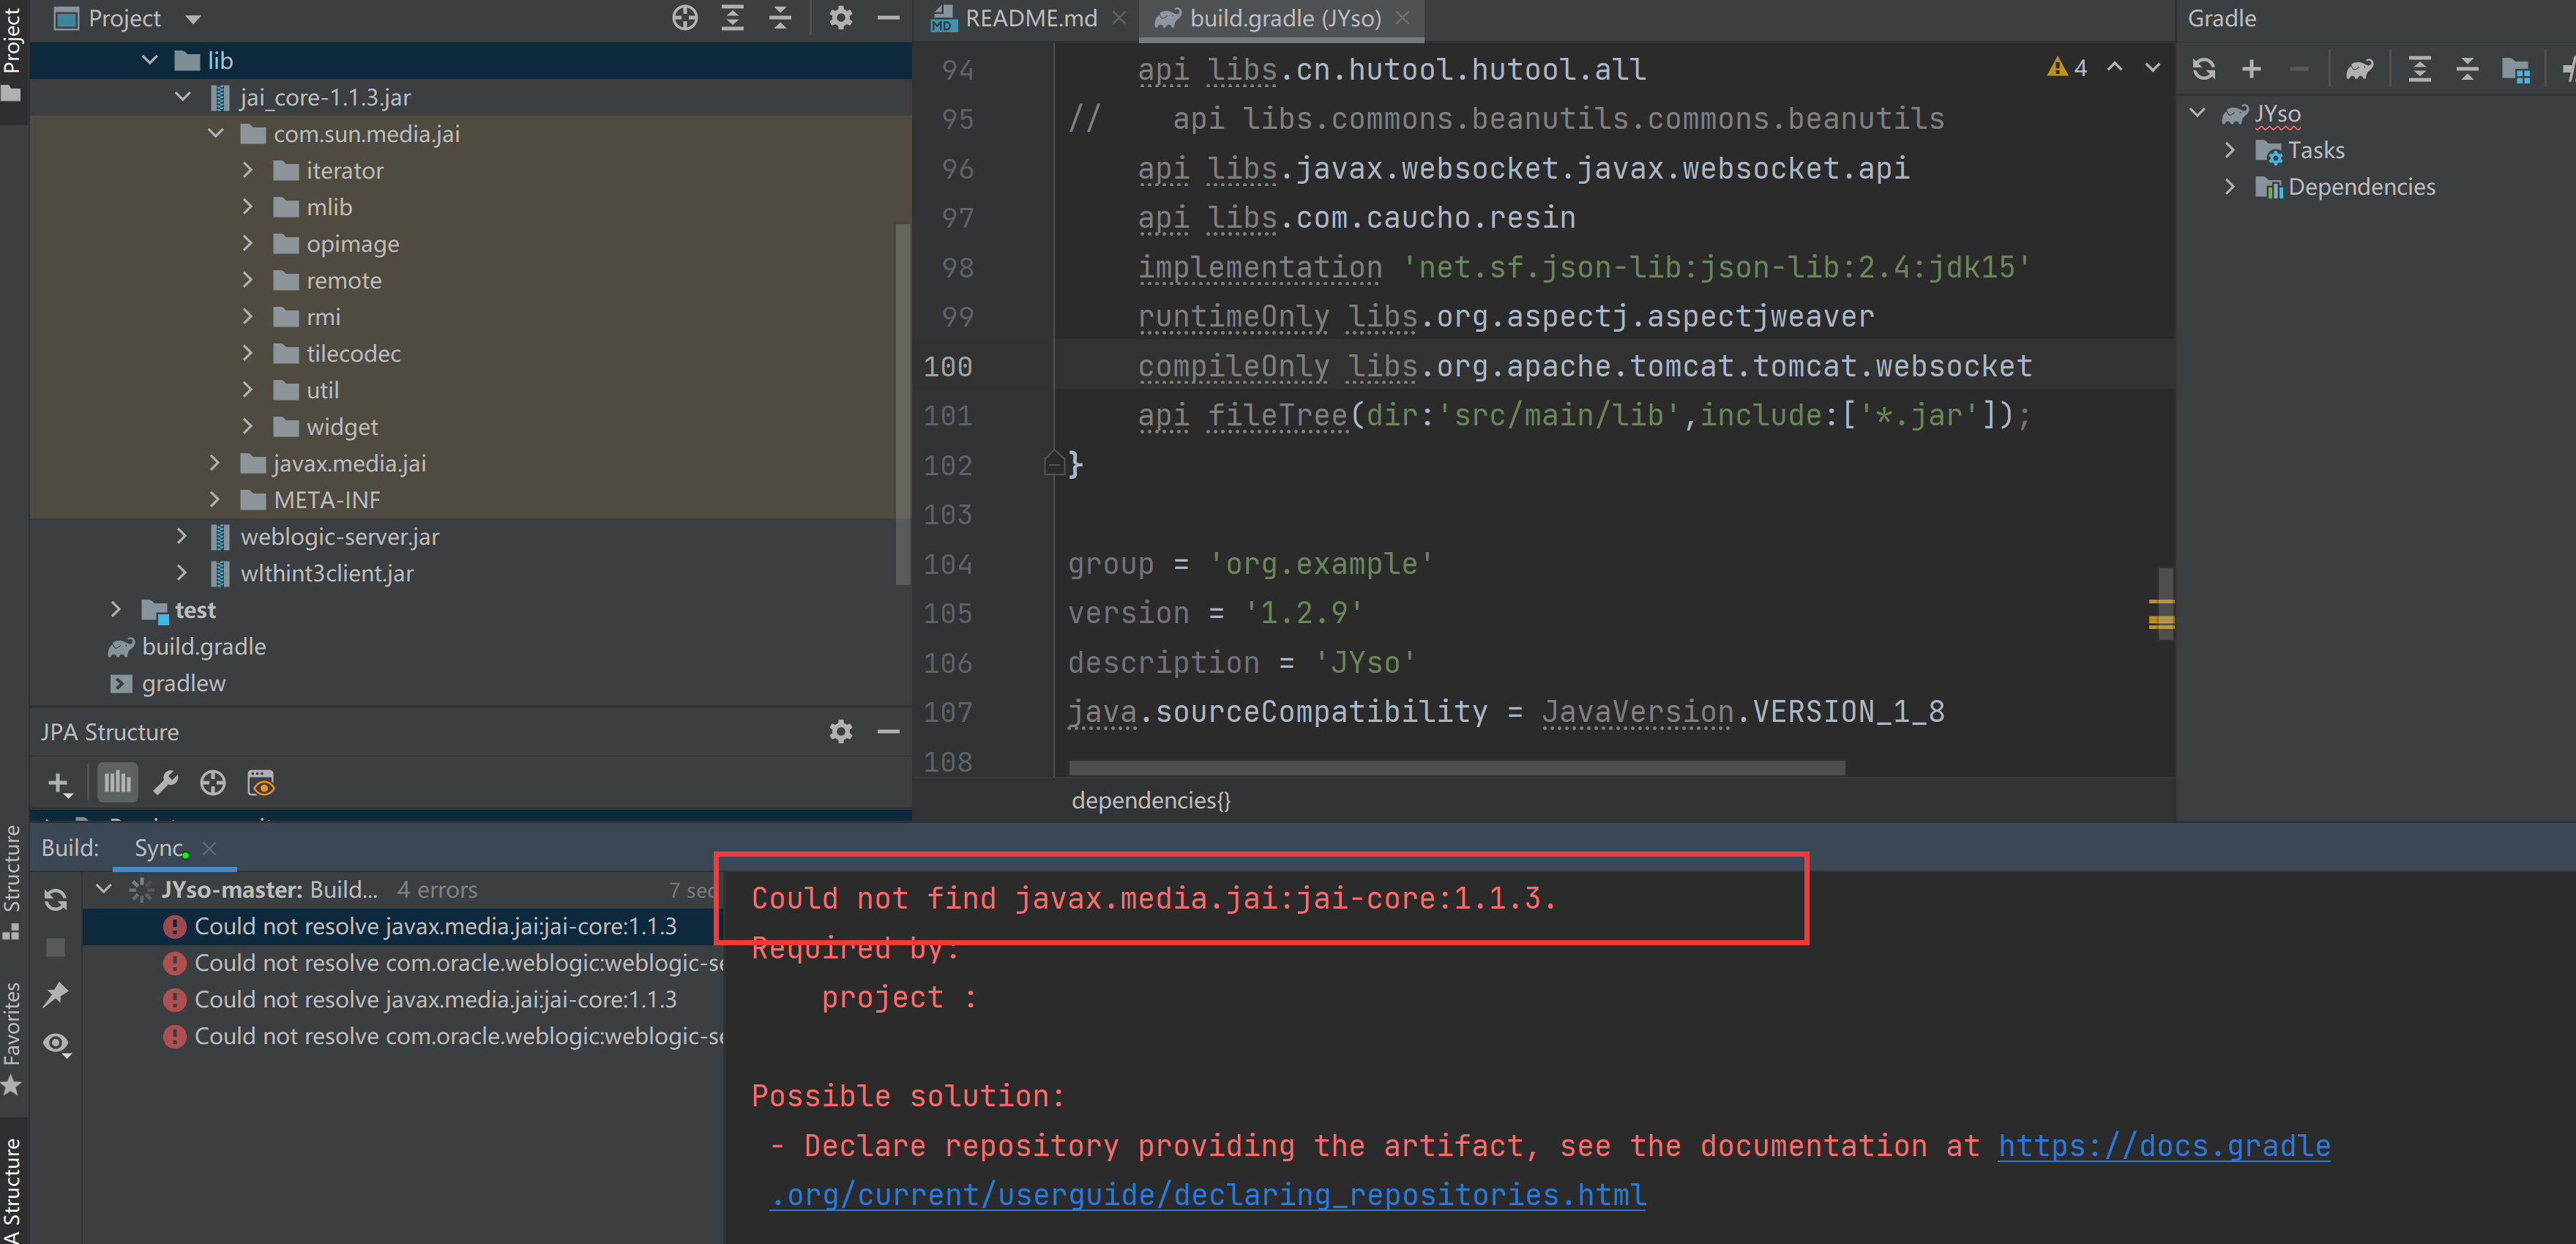 Project
Project
lib
jai_core-1.1.3.jar
com.sun.media.jai
iterator
mlib
opimage
remote
rmi
tilecodec
util
widget
javax.media.jai
META-INF
weblogic-server.jar
wlthint3client.jar
test
build.gradle
gradlew
JPA Structure
README.md
build.gradle (JYso)
4
94 api libs.cn.hutool.hutool.all
95 // api libs.commons.beanutils.commons.beanutils
96 api libs.javax.websocket.javax.websocket.api
97 api libs.com.caucho.resin
98 implementation 'net.sf.json-lib:json-lib:2.4:jdk15'
99 runtimeOnly libs.org.aspectj.aspectjweaver
100 compileOnly libs.org.apache.tomcat.tomcat.websocket
101 api fileTree(dir:'src/main/lib',include:['*.jar']);
102 }
103
104 group = 'org.example'
105 version = '1.2.9'
106 description = 'JYso'
107 java.sourceCompatibility = JavaVersion.VERSION_1_8
108
dependencies{}
Gradle
JYso
Tasks
Dependencies
Build:
Sync
JYso-master: Build... 4 errors 7 sec
Could not resolve javax.media.jai:jai-core:1.1.3
Could not resolve com.oracle.weblogic:weblogic-se
Could not resolve javax.media.jai:jai-core:1.1.3
Could not resolve com.oracle.weblogic:weblogic-se
Could not find javax.media.jai:jai-core:1.1.3.
Required by:
project :
Possible solution:
- Declare repository providing the artifact, see the documentation at https://docs.gradle
.org/current/userguide/declaring_repositories.html
Structure
Favorites
A Structure
MD